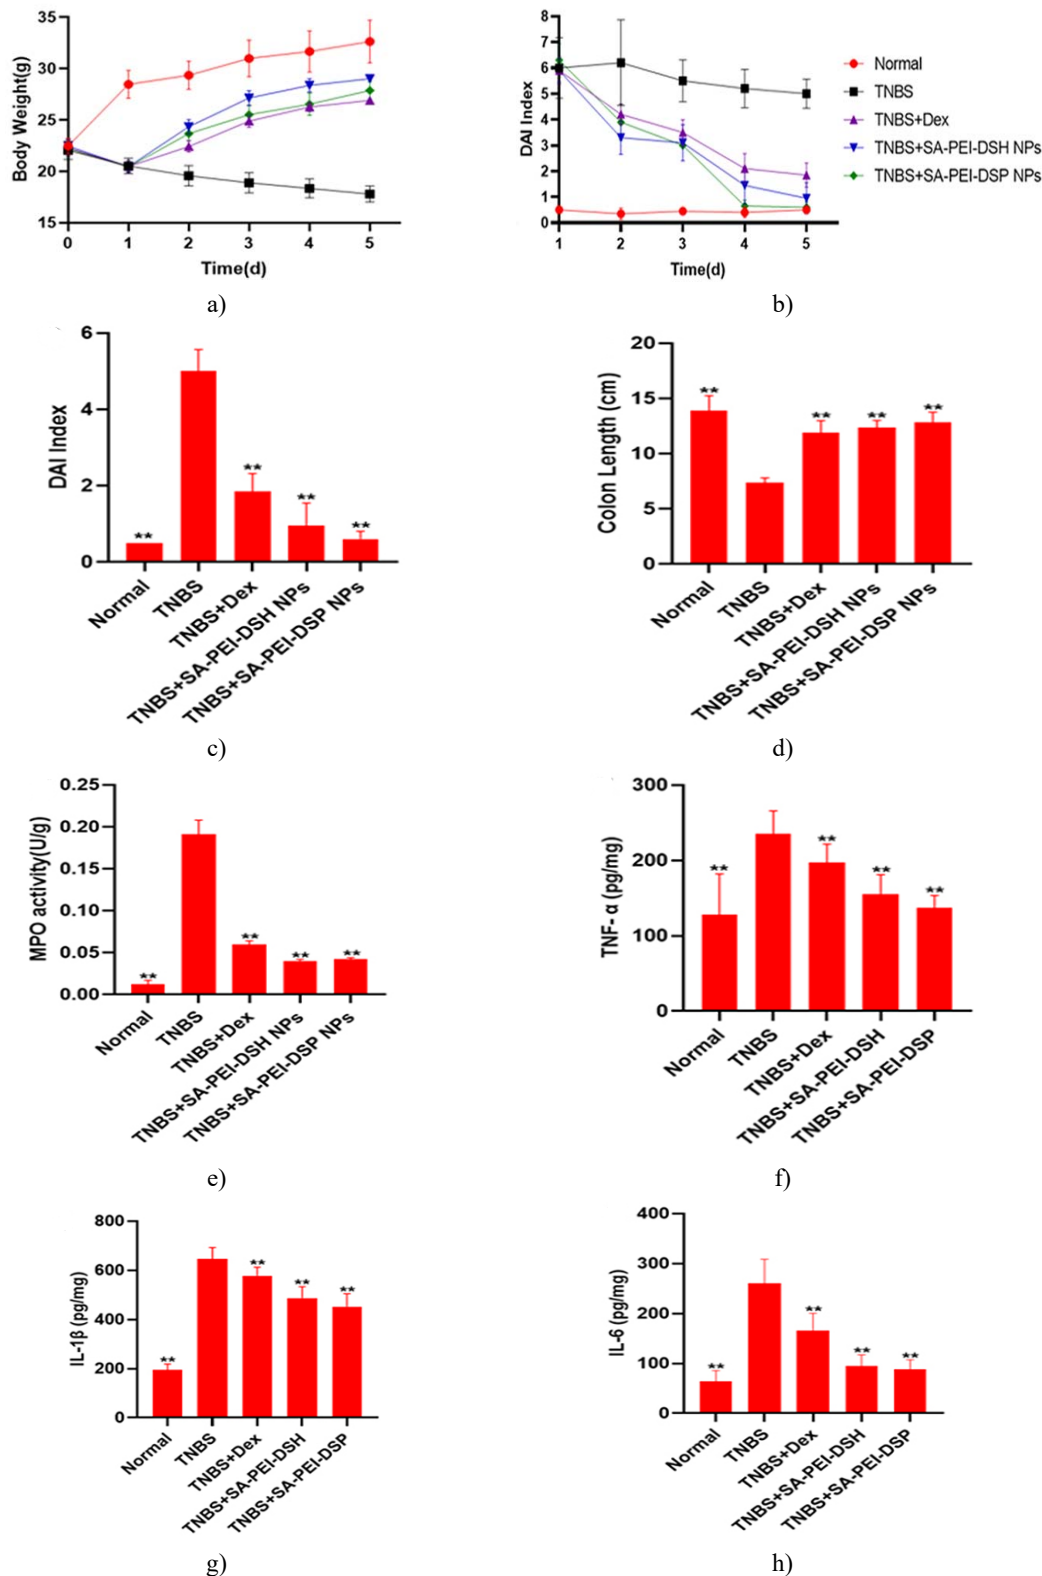 35
30
25
20
15
Body Weight(g)
0 1 2 3 4 5
Time(d)
a)
8
7
6
5
4
3
2
1
0
DAI Index
1 2 3 4 5
Time(d)
b)
Normal
TNBS
TNBS+Dex
TNBS+SA-PEI-DSH NPs
TNBS+SA-PEI-DSP NPs
6
4
2
0
DAI Index
** ** ** **
Normal
TNBS
TNBS+Dex
TNBS+SA-PEI-DSH NPs
TNBS+SA-PEI-DSP NPs
c)
20
15
10
5
0
Colon Length (cm)
** ** ** **
Normal
TNBS
TNBS+Dex
TNBS+SA-PEI-DSH NPs
TNBS+SA-PEI-DSP NPs
d)
0.25
0.20
0.15
0.10
0.05
0.00
MPO activity(U/g)
** ** ** **
Normal
TNBS
TNBS+Dex
TNBS+SA-PEI-DSH NPs
TNBS+SA-PEI-DSP NPs
e)
300
200
100
0
TNF- α (pg/mg)
** ** ** **
Normal
TNBS
TNBS+Dex
TNBS+SA-PEI-DSH
TNBS+SA-PEI-DSP
f)
800
600
400
200
0
IL-1β (pg/mg)
** ** ** **
Normal
TNBS
TNBS+Dex
TNBS+SA-PEI-DSH
TNBS+SA-PEI-DSP
g)
400
300
200
100
0
IL-6 (pg/mg)
** ** ** **
Normal
TNBS
TNBS+Dex
TNBS+SA-PEI-DSH
TNBS+SA-PEI-DSP
h)